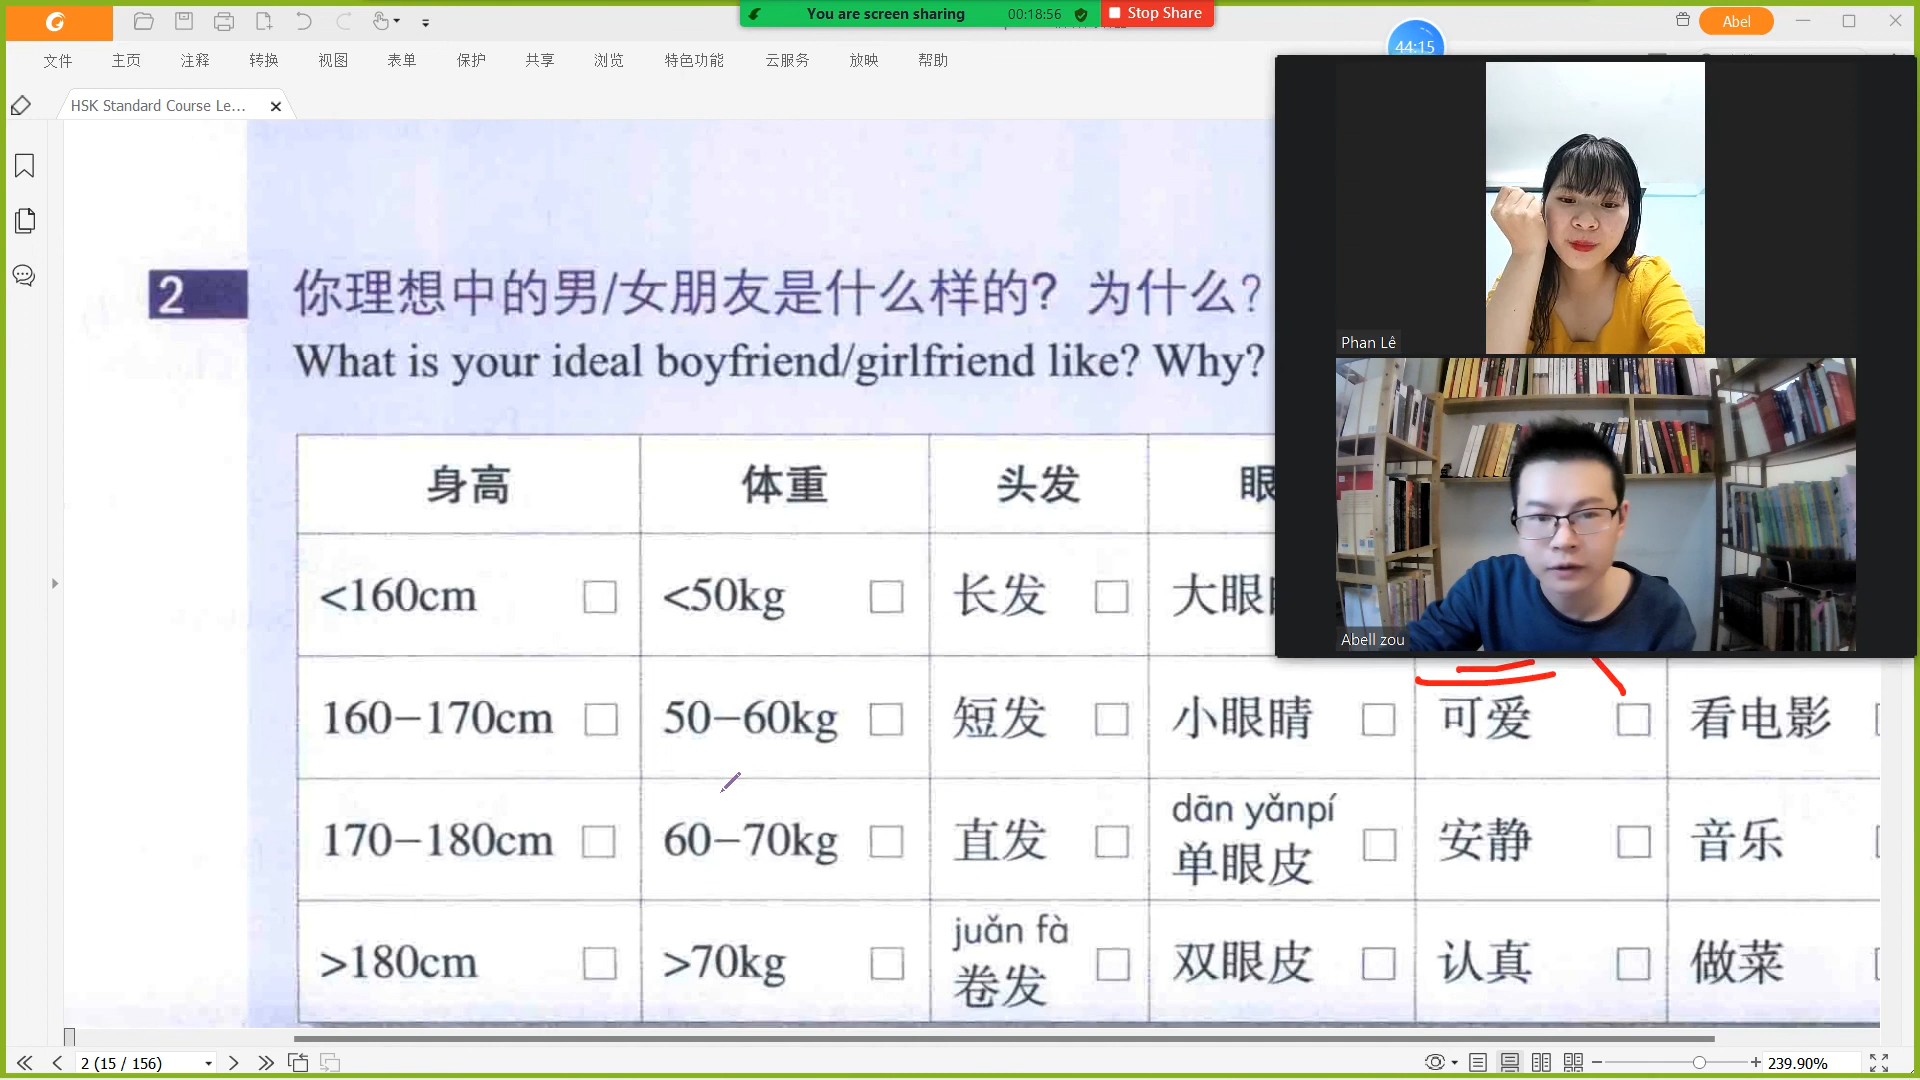 You are screen sharing 00:18:56 Stop Share
Abel
44:15
文件 主页 注释 转换 视图 表单 保护 共享 浏览 特色功能 云服务 放映 帮助
HSK Standard Course Le...
2 你理想中的男/女朋友是什么样的? 为什么?
What is your ideal boyfriend/girlfriend like? Why?
身高 体重 头发 眼
<160cm <50kg 长发 大眼
160-170cm 50-60kg 短发 小眼睛 可爱 看电影
dān yǎnpí
170-180cm 60-70kg 直发 单眼皮 安静 音乐
juǎn fà
>180cm >70kg 卷发 双眼皮 认真 做菜
Phan Lê
Abell zou
2 (15 / 156)
239.90%